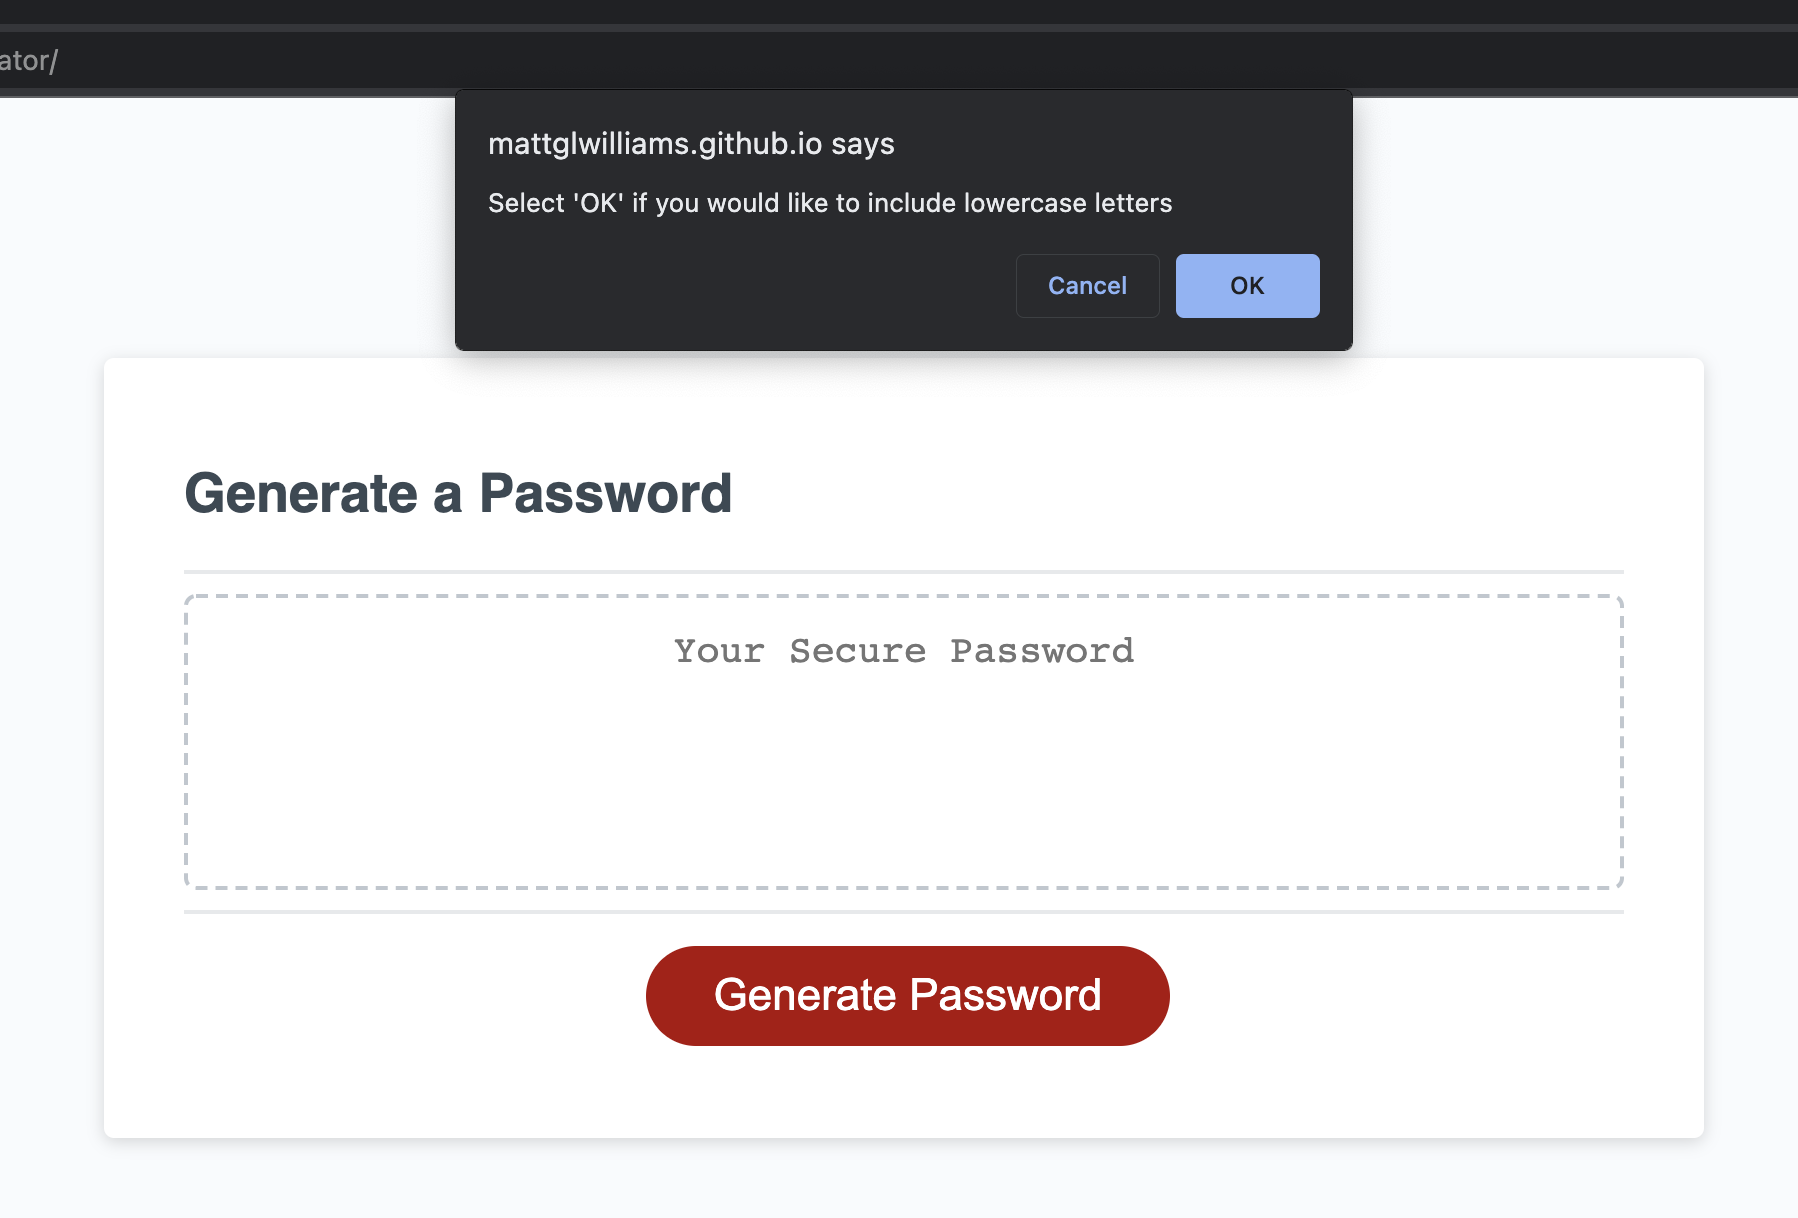 ator/
mattglwilliams.github.io says
Select 'OK' if you would like to include lowercase letters
Cancel
OK
Generate a Password
Your Secure Password
Generate Password